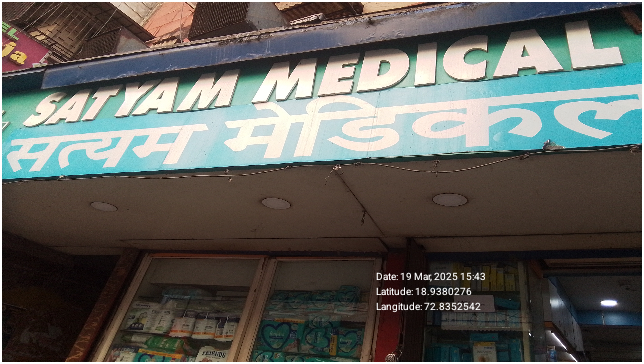 SATYAM MEDICAL
सत्यम मेडिकल
Date: 19 Mar, 2025 15:43
Latitude: 18.9380276
Langitude: 72.8352542